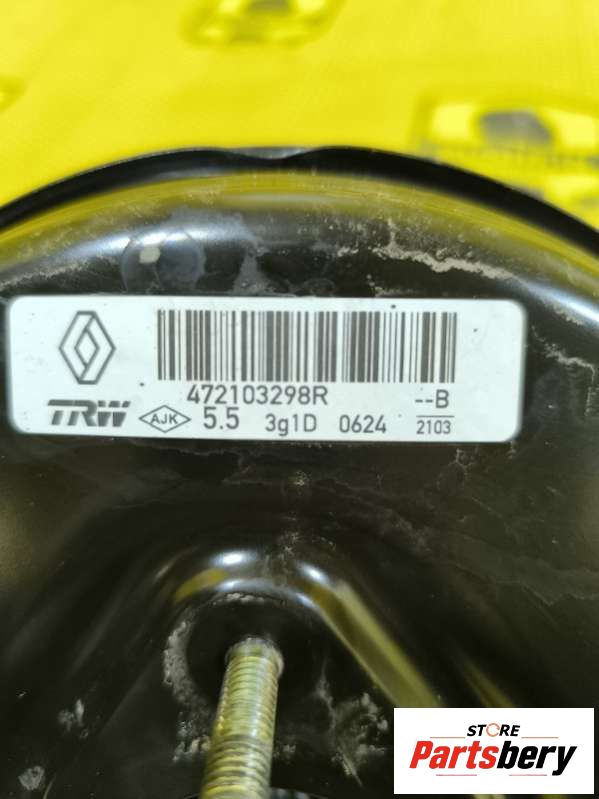 472103298R --B
TRW AJK 5.5 3g1D 0624 2103
STORE
Partsbery